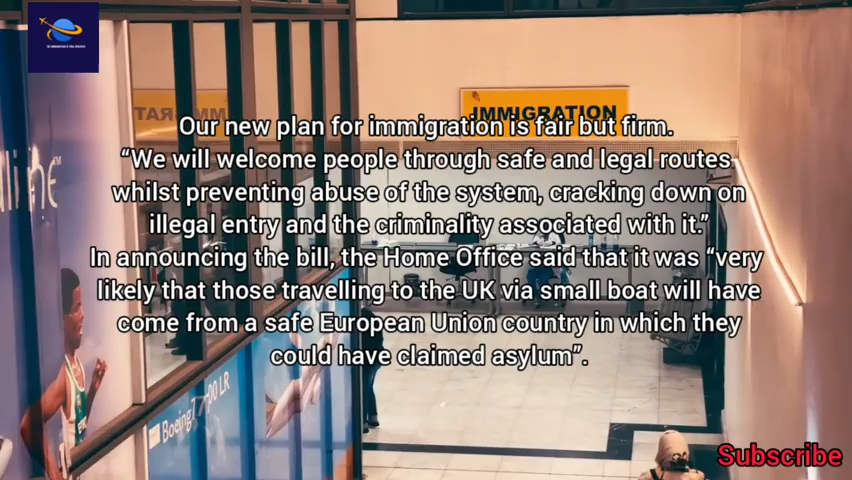 IMMIGRATION
Our new plan for immigration is fair but firm.
“We will welcome people through safe and legal routes
whilst preventing abuse of the system, cracking down on
illegal entry and the criminality associated with it.”
In announcing the bill, the Home Office said that it was “very
likely that those travelling to the UK via small boat will have
come from a safe European Union country in which they
could have claimed asylum”.
Subscribe